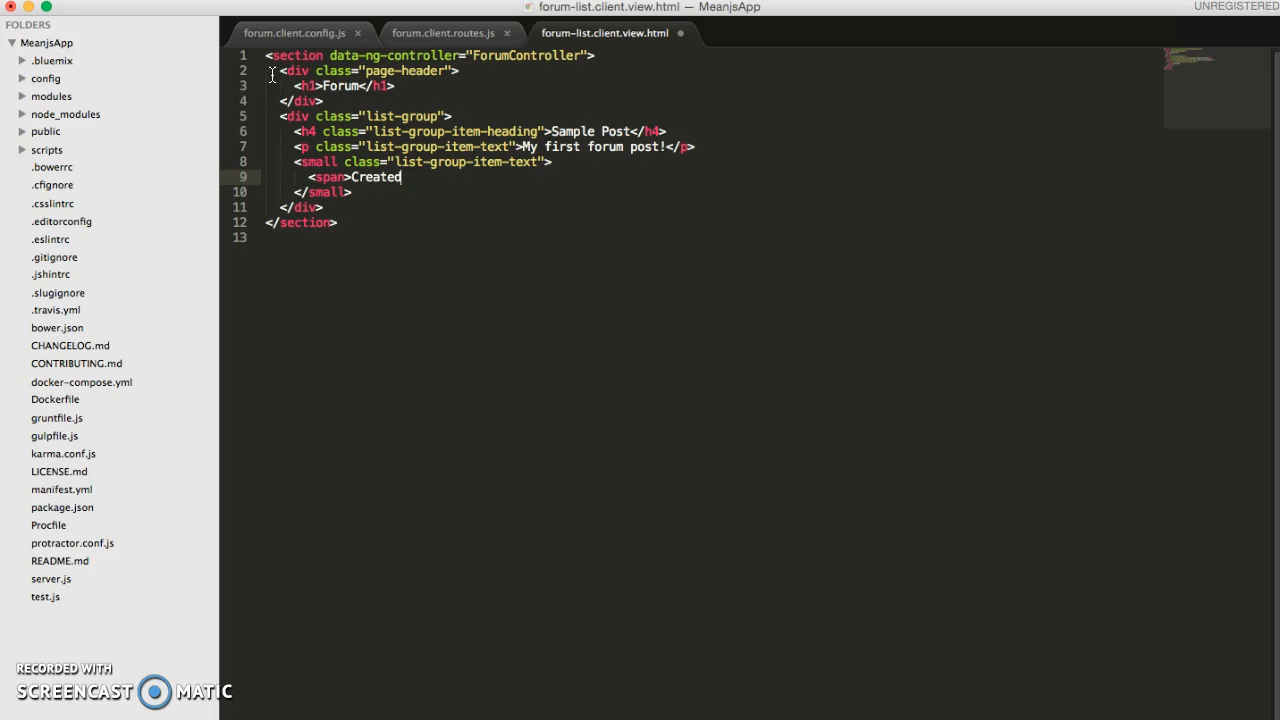 forum-list.client.view.html — MeanjsApp
UNREGISTERED
FOLDERS
MeanjsApp
.bluemix
config
modules
node_modules
public
scripts
.bowerrc
.cfignore
.csslintrc
.editorconfig
.eslintrc
.gitignore
.jshintrc
.slugignore
.travis.yml
bower.json
CHANGELOG.md
CONTRIBUTING.md
docker-compose.yml
Dockerfile
gruntfile.js
gulpfile.js
karma.conf.js
LICENSE.md
manifest.yml
package.json
Procfile
protractor.conf.js
README.md
server.js
test.js
forum.client.config.js × forum.client.routes.js × forum-list.client.view.html
1 <section data-ng-controller="ForumController">
2 <div class="page-header">
3 <h1>Forum</h1>
4 </div>
5 <div class="list-group">
6 <h4 class="list-group-item-heading">Sample Post</h4>
7 <p class="list-group-item-text">My first forum post!</p>
8 <small class="list-group-item-text">
9 <span>Created
10 </small>
11 </div>
12 </section>
13
RECORDED WITH
SCREENCAST MATIC